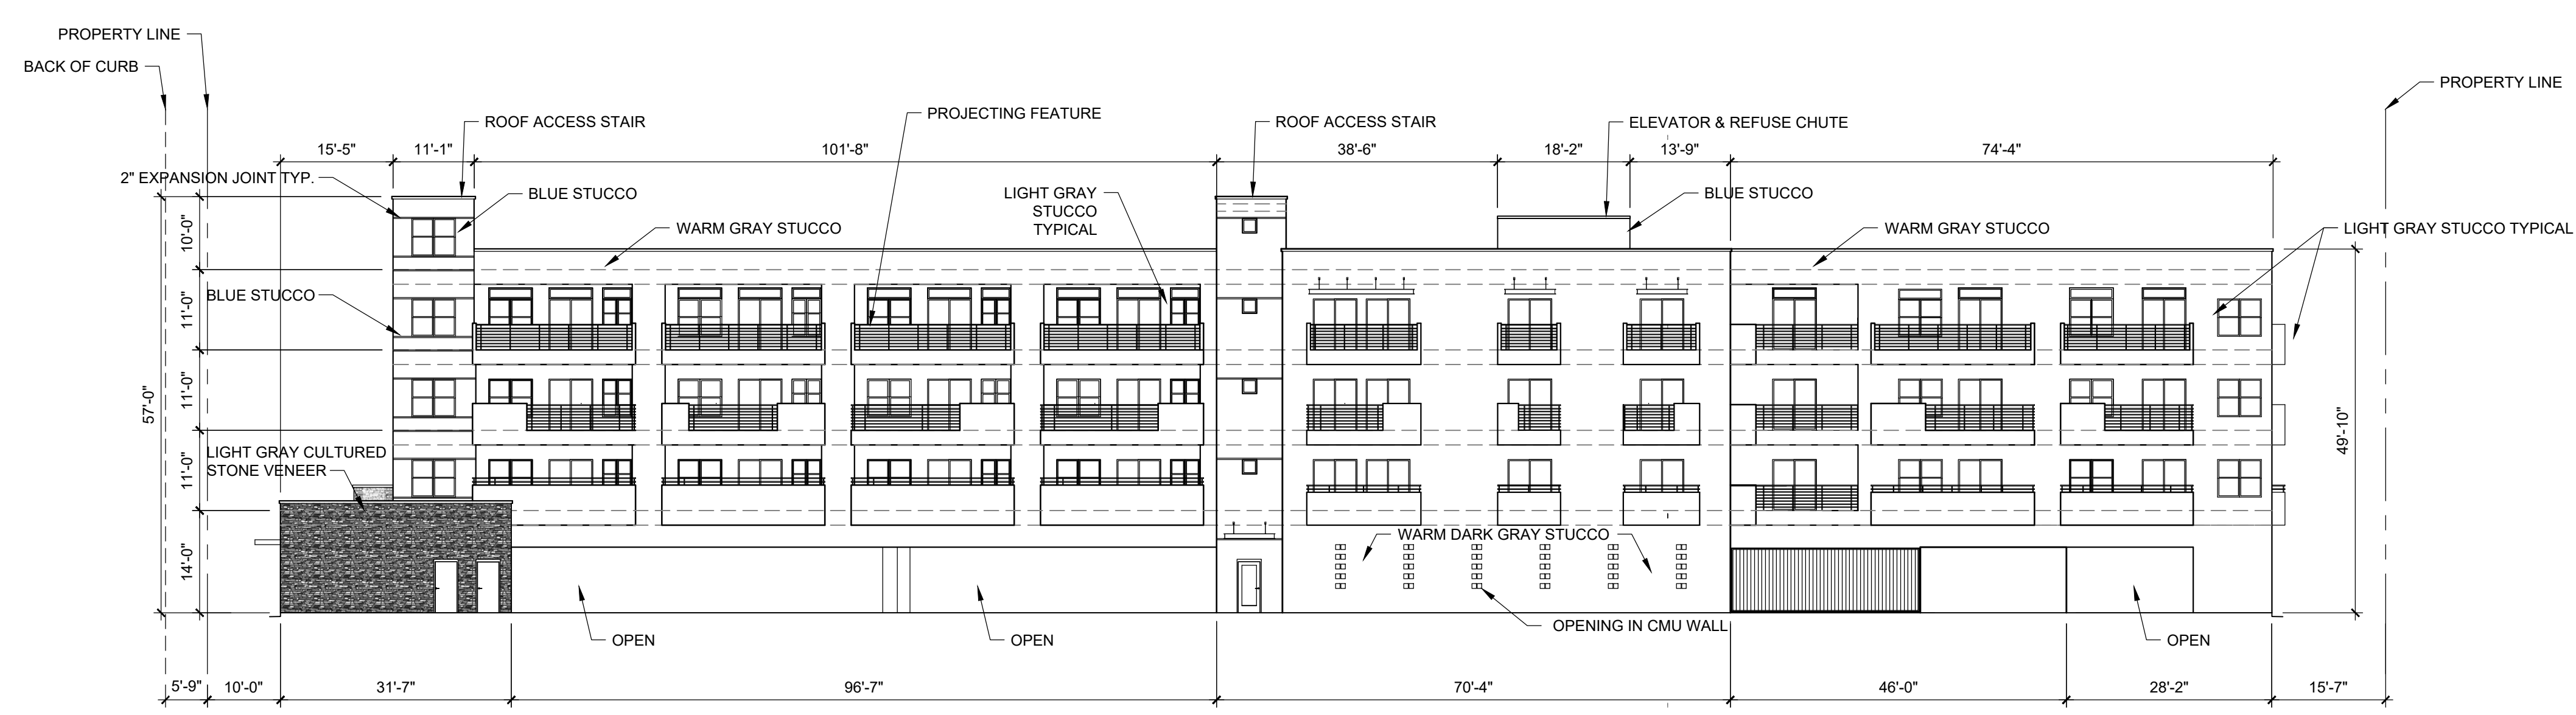 PROPERTY LINE
BACK OF CURB
PROPERTY LINE
PROJECTING FEATURE
ROOF ACCESS STAIR
ROOF ACCESS STAIR
ELEVATOR & REFUSE CHUTE
15'-5"
11'-1"
101'-8"
38'-6"
18'-2"
13'-9"
74'-4"
2" EXPANSION JOINT TYP.
BLUE STUCCO
LIGHT GRAY
STUCCO
TYPICAL
BLUE STUCCO
WARM GRAY STUCCO
WARM GRAY STUCCO
LIGHT GRAY STUCCO TYPICAL
10'-0"
BLUE STUCCO
11'-0"
11'-0"
57'-0"
49'-10"
LIGHT GRAY CULTURED
STONE VENEER
11'-0"
14'-0"
WARM DARK GRAY STUCCO
OPENING IN CMU WALL
OPEN
OPEN
OPEN
5'-9"
10'-0"
31'-7"
96'-7"
70'-4"
46'-0"
28'-2"
15'-7"